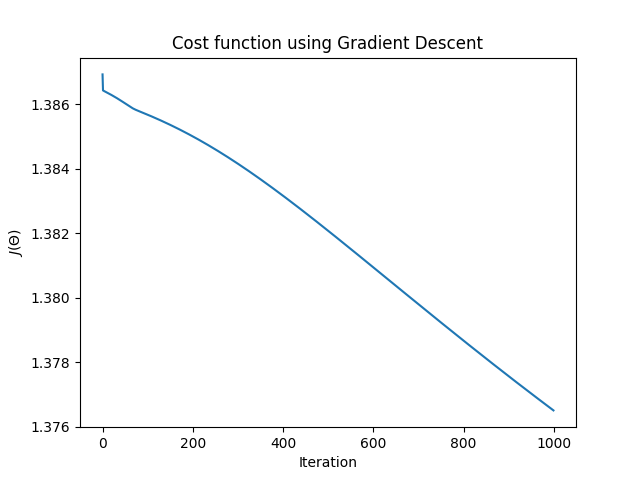 Cost function using Gradient Descent
1.386
1.384
1.382
1.380
1.378
1.376
J(Θ)
0 200 400 600 800 1000
Iteration